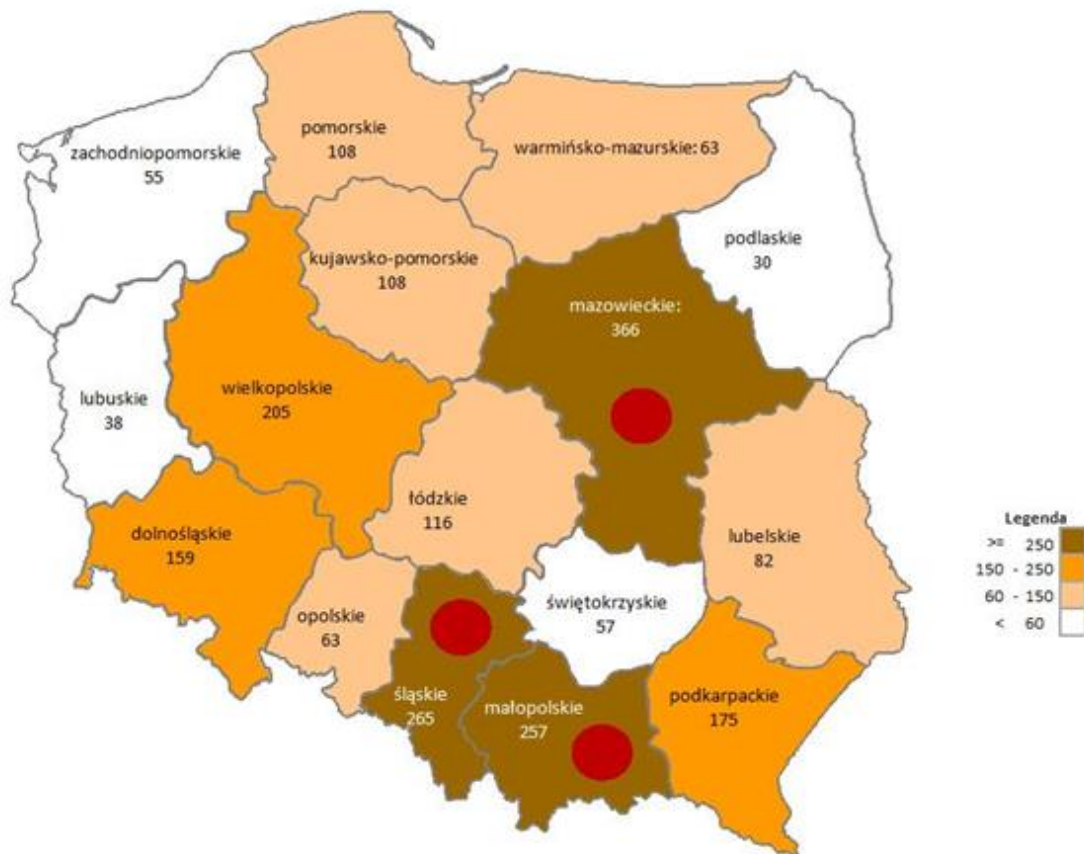 pomorskie
108
zachodniopomorskie
55
warmińsko-mazurskie: 63
podlaskie
30
kujawsko-pomorskie
108
mazowieckie:
366
wielkopolskie
205
lubuskie
38
łódzkie
116
dolnośląskie
159
lubelskie
82
świętokrzyskie
57
opolskie
63
śląskie
265
małopolskie
257
podkarpackie
175
Legenda
>= 250
150 - 250
60 - 150
< 60